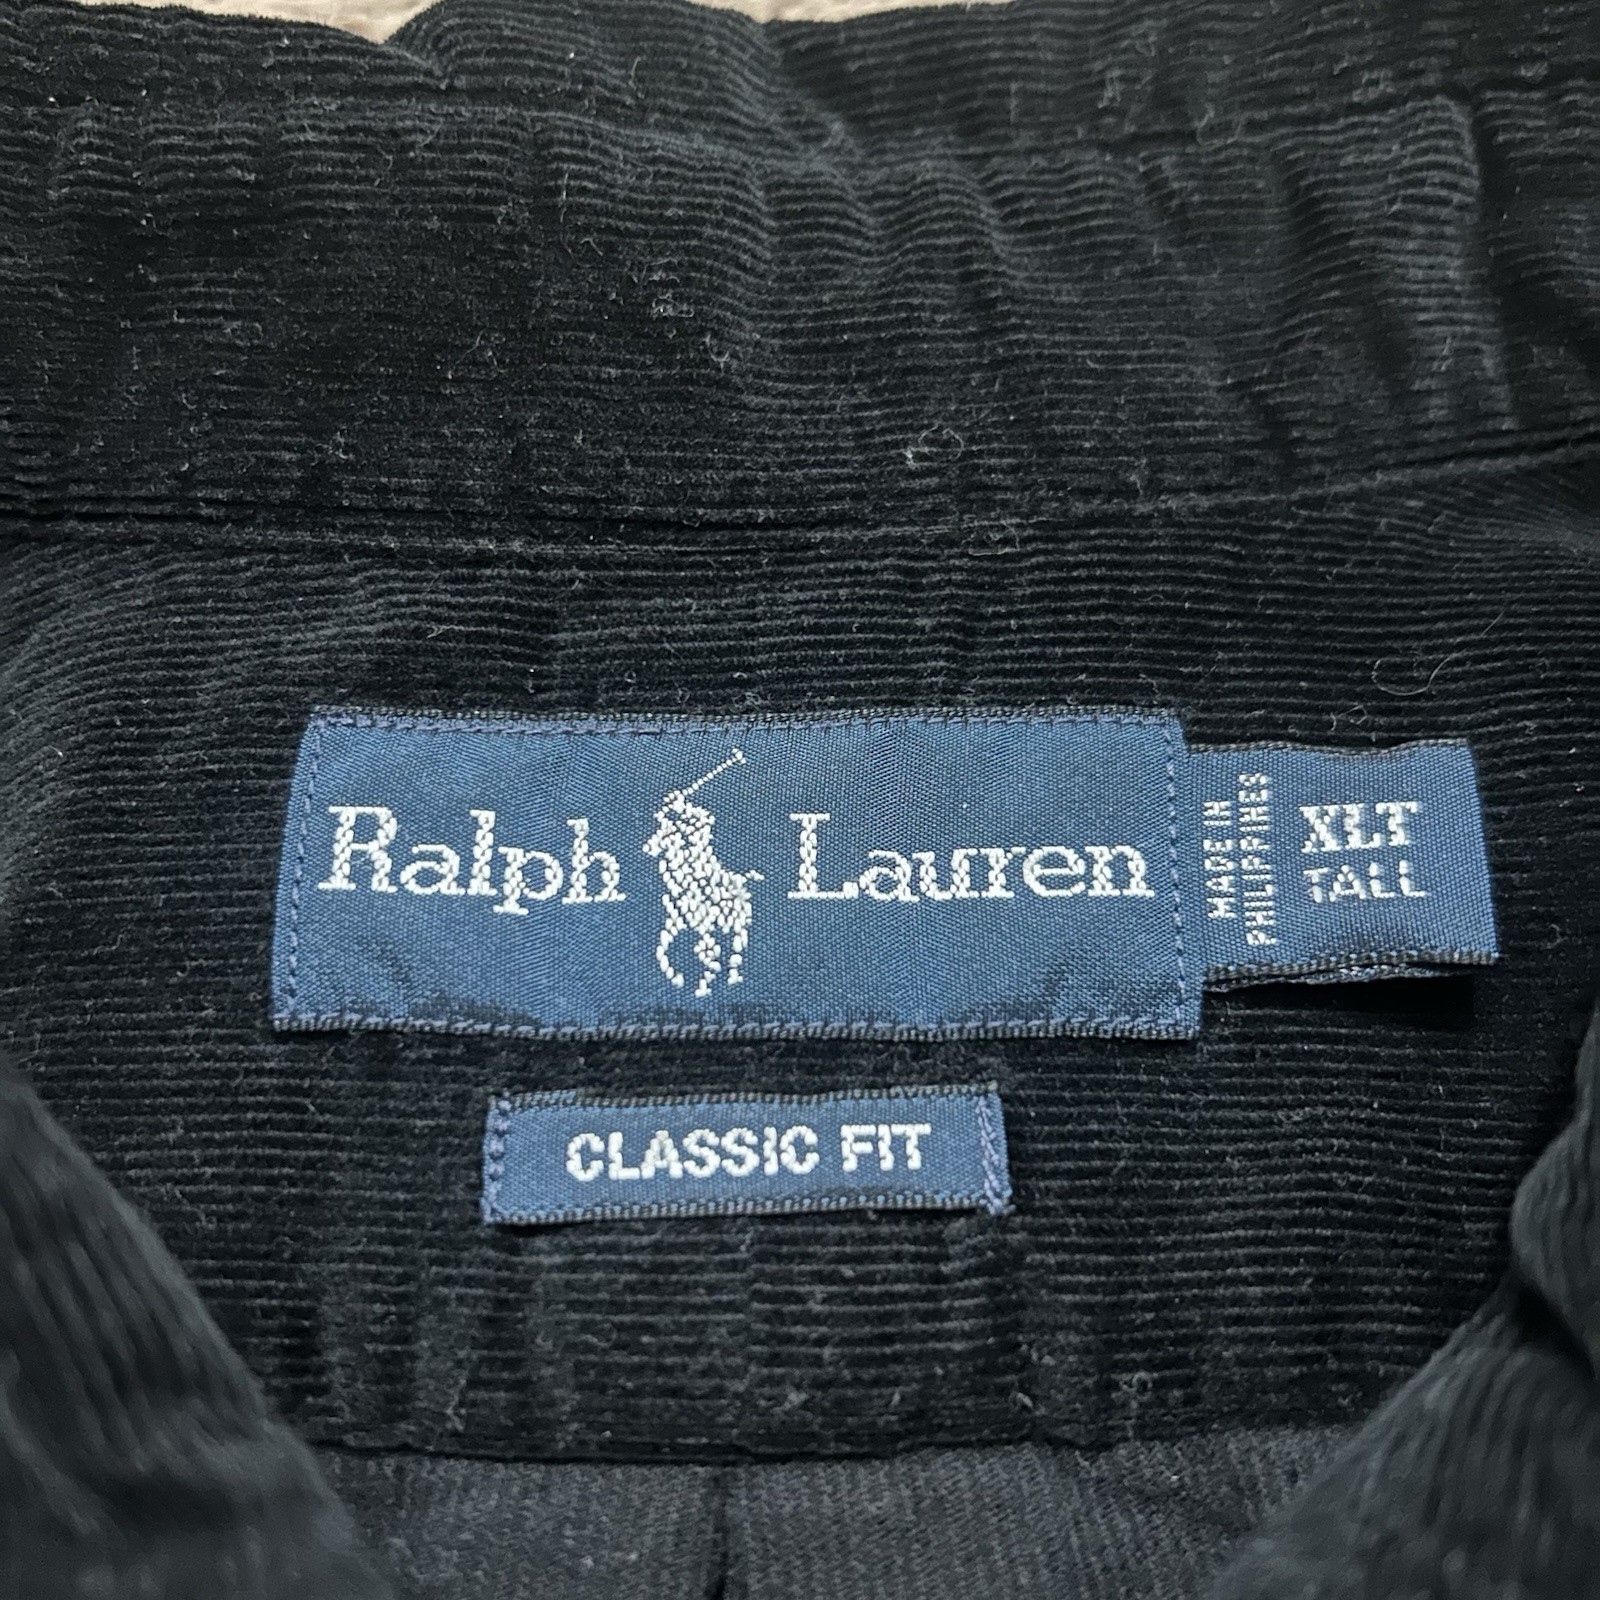 Ralph Lauren
MADE IN
PHILIPPINES
XLT
TALL
CLASSIC FIT